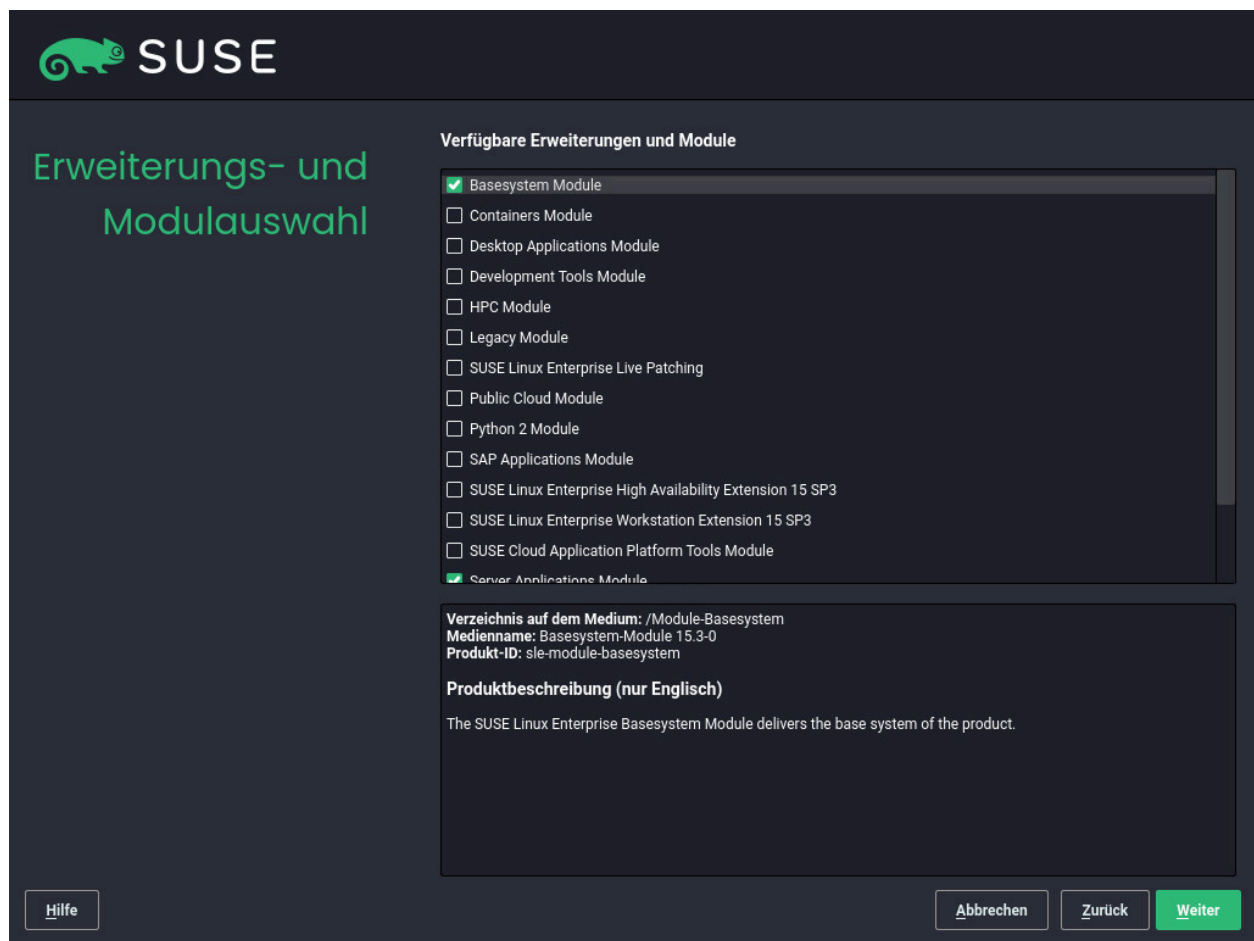 SUSE
Erweiterungs- und
Modulauswahl
Verfügbare Erweiterungen und Module
Basesystem Module
Containers Module
Desktop Applications Module
Development Tools Module
HPC Module
Legacy Module
SUSE Linux Enterprise Live Patching
Public Cloud Module
Python 2 Module
SAP Applications Module
SUSE Linux Enterprise High Availability Extension 15 SP3
SUSE Linux Enterprise Workstation Extension 15 SP3
SUSE Cloud Application Platform Tools Module
Server Applications Module
Verzeichnis auf dem Medium: /Module-Basesystem
Medienname: Basesystem-Module 15.3-0
Produkt-ID: sle-module-basesystem
Produktbeschreibung (nur Englisch)
The SUSE Linux Enterprise Basesystem Module delivers the base system of the product.
Hilfe
Abbrechen
Zurück
Weiter